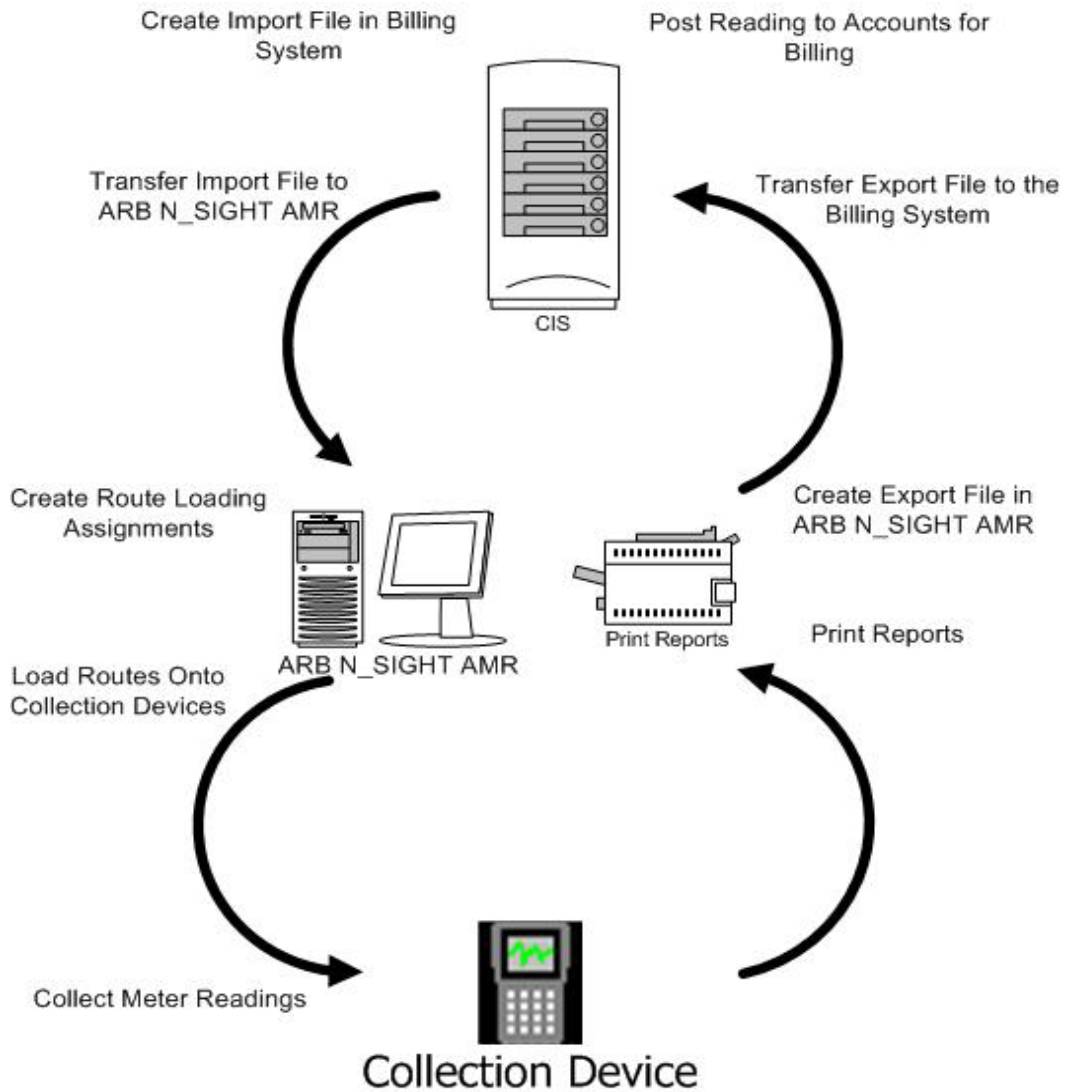 Create Import File in Billing
System
Post Reading to Accounts for
Billing
Transfer Import File to
ARB N_SIGHT AMR
Transfer Export File to the
Billing System
CIS
Create Route Loading
Assignments
Create Export File in
ARB N_SIGHT AMR
Print Reports
Print Reports
ARB N_SIGHT AMR
Load Routes Onto
Collection Devices
Collect Meter Readings
Collection Device